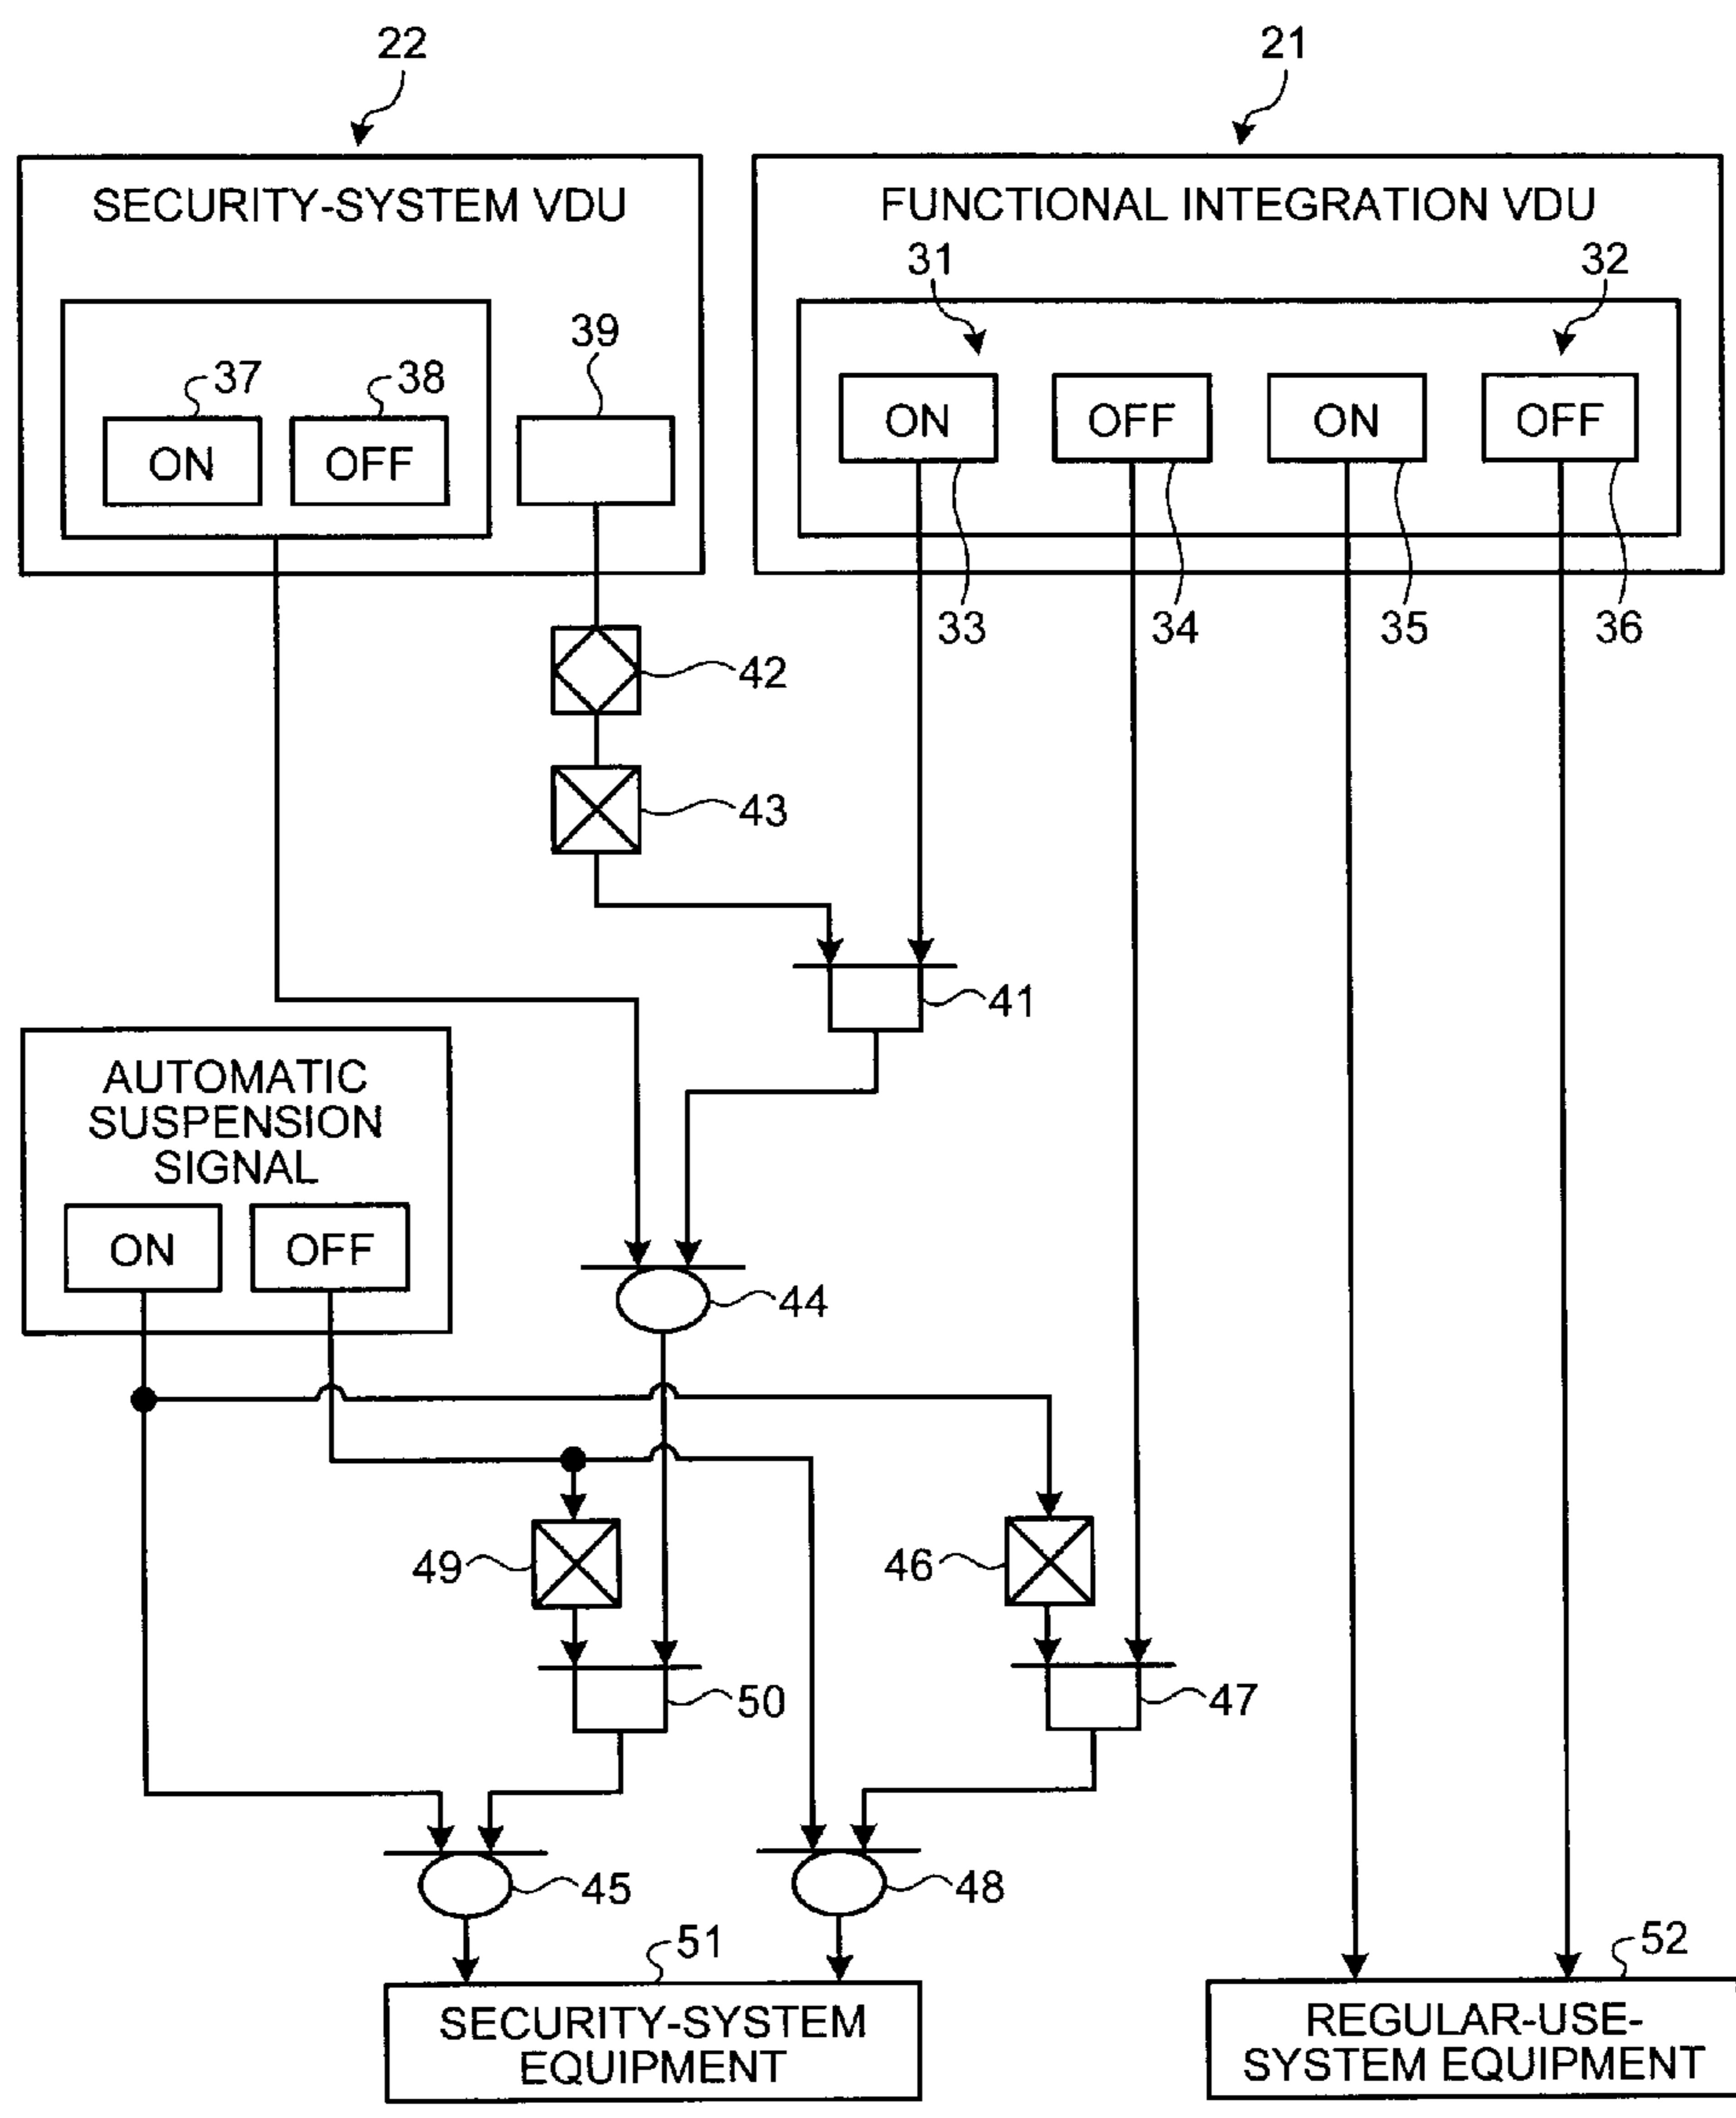 22
21
SECURITY-SYSTEM VDU
FUNCTIONAL INTEGRATION VDU
31
32
39
37
38
ON
OFF
ON
OFF
ON
OFF
33
34
35
36
42
43
41
AUTOMATIC
SUSPENSION
SIGNAL
ON
OFF
44
49
46
50
47
45
48
51
52
SECURITY-SYSTEM
EQUIPMENT
REGULAR-USE-
SYSTEM EQUIPMENT